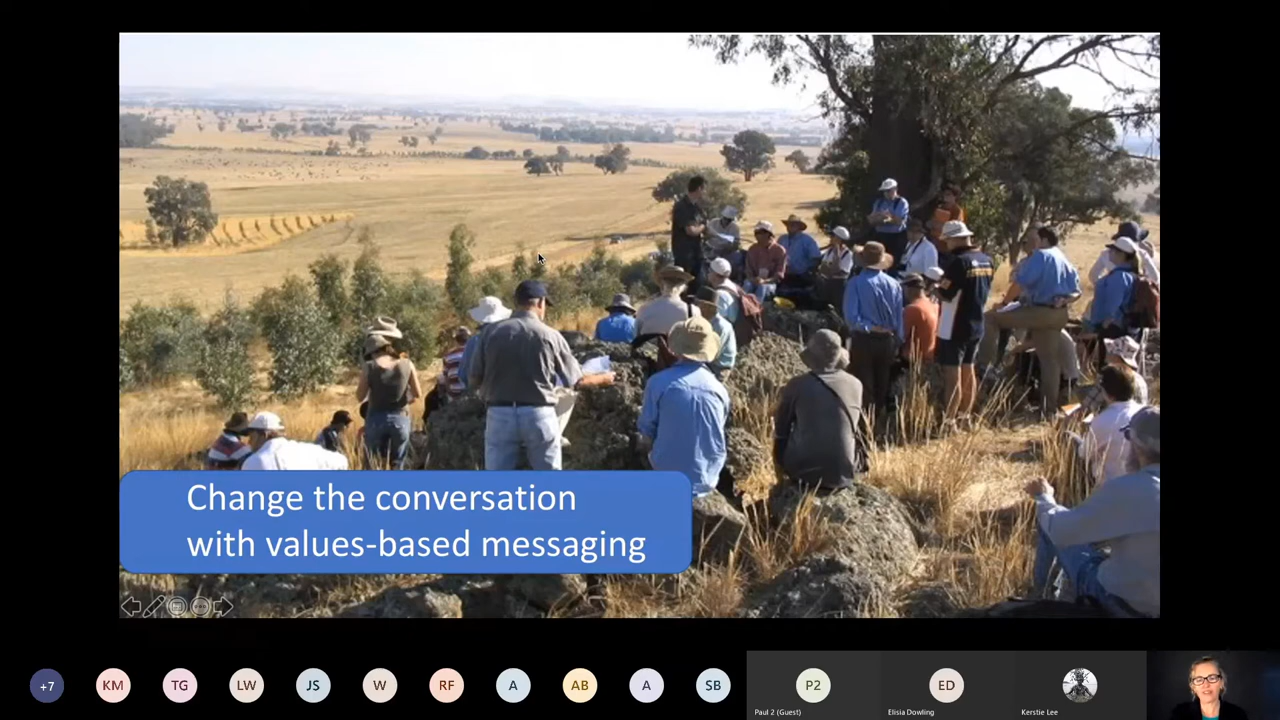 Change the conversation
with values-based messaging
+7
KM
TG
LW
JS
W
RF
A
AB
A
SB
P2
ED
Paul 2 (Guest)
Elisia Dowling
Kerstie Lee